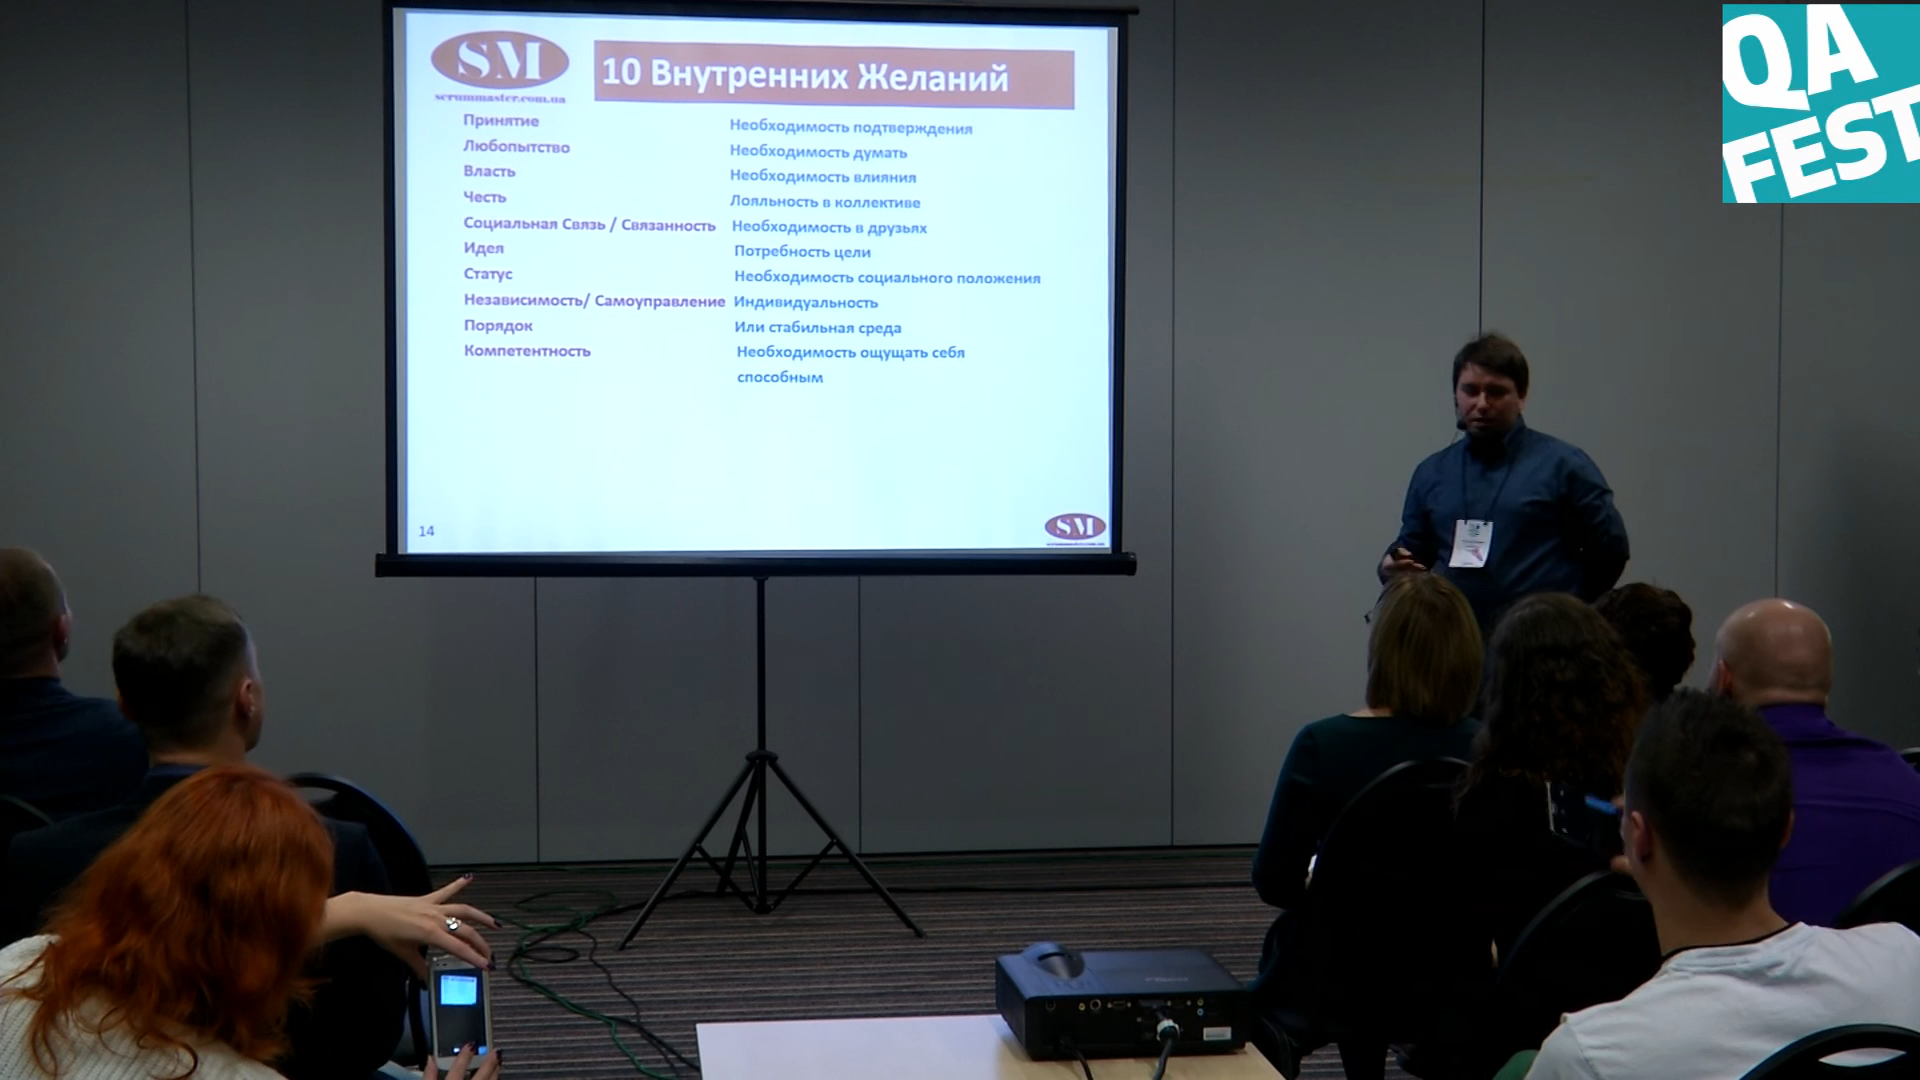 SM
scrummaster.com.ua
10 Внутренних Желаний
Принятие Необходимость подтверждения
Любопытство Необходимость думать
Власть Необходимость влияния
Честь Лояльность в коллективе
Социальная Связь / Связанность Необходимость в друзьях
Идея Потребность цели
Статус Необходимость социального положения
Независимость/ Самоуправление Индивидуальность
Порядок Или стабильная среда
Компетентность Необходимость ощущать себя
способным
14
SM
QA
FEST